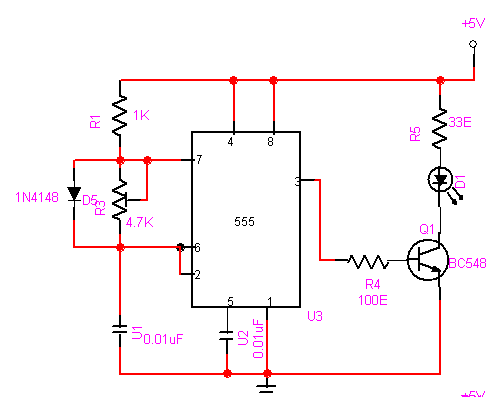 +5V
R1
1K
R5
33E
4
8
7
3
D1
1N4148
D5
R3
4.7K
555
Q1
6
BC548
2
R4
100E
5
1
U3
U1
0.01uF
U2
0.01uF
+5V